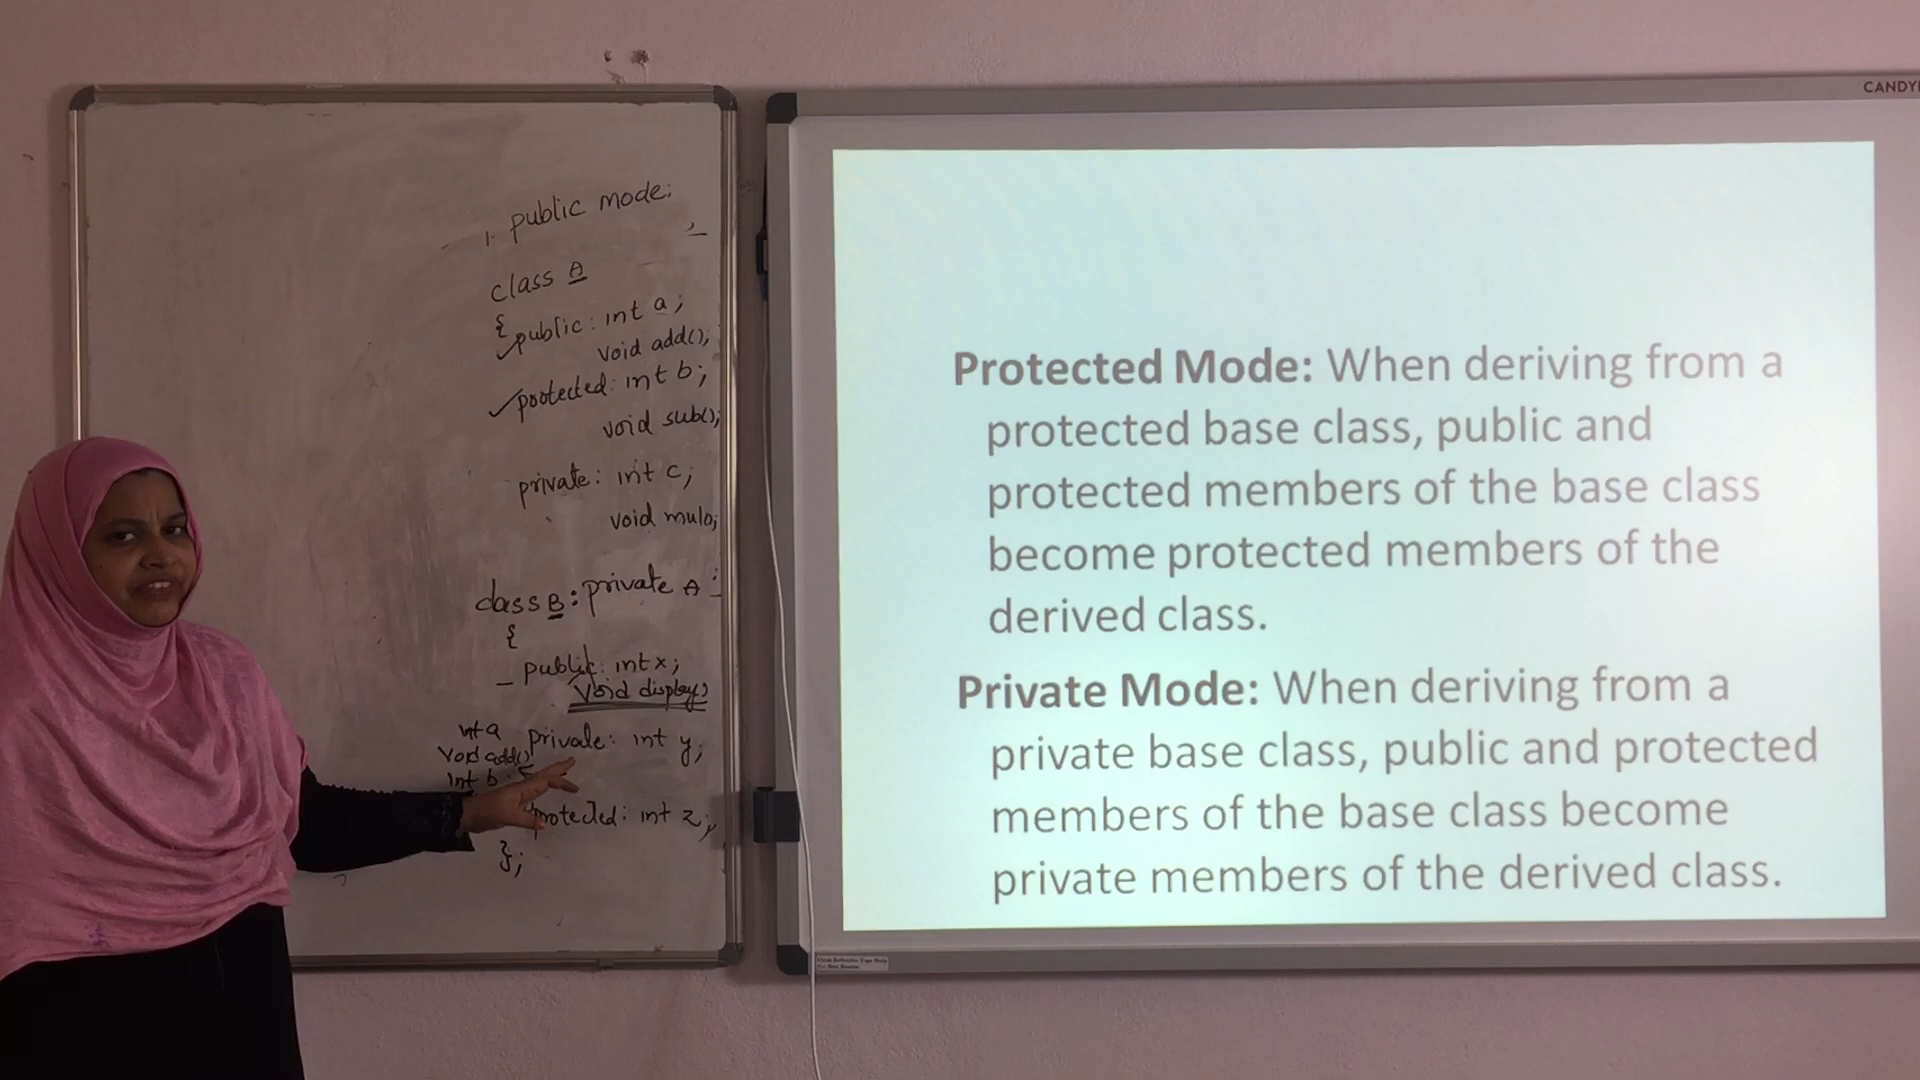 1. public mode:
class A
{ public: int a;
void add();
protected: int b;
void sub();
private: int c;
void mul();
class B: private A
{
public: int x;
void display()
int a
void add()
int b
private: int y;
protected: int z;
};
CANDY
Protected Mode: When deriving from a
protected base class, public and
protected members of the base class
become protected members of the
derived class.
Private Mode: When deriving from a
private base class, public and protected
members of the base class become
private members of the derived class.